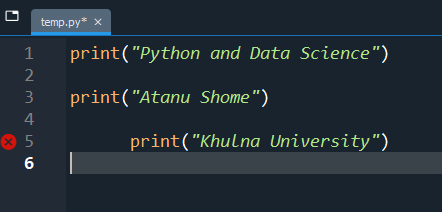 temp.py*
1 print("Python and Data Science")
2
3 print("Atanu Shome")
4
5 print("Khulna University")
6